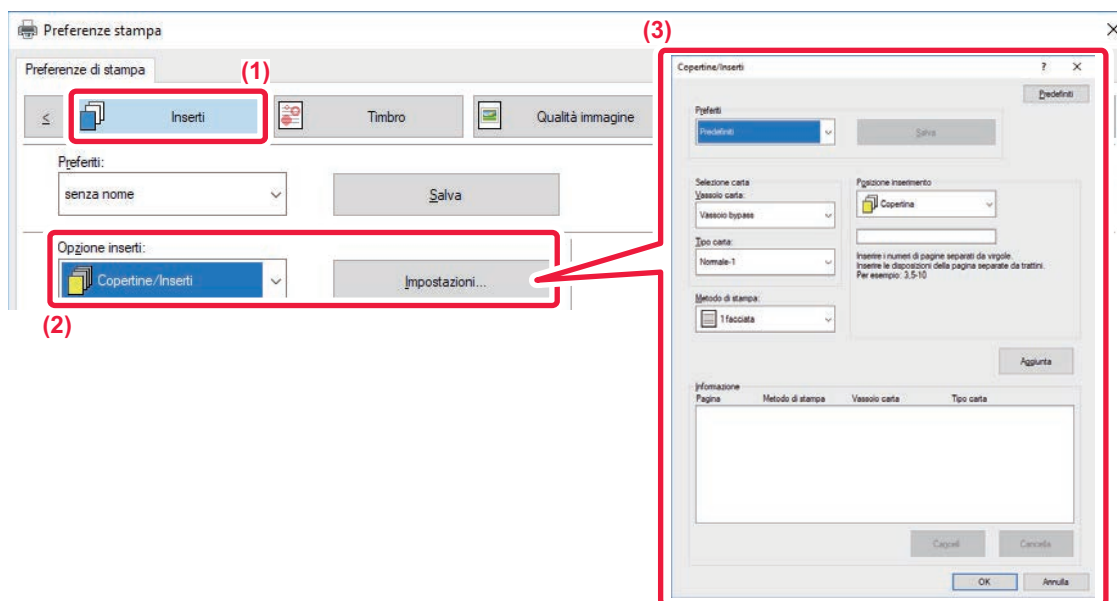 Preferenze stampa
Preferenze di stampa
(1)
<
Inserti
Timbro
Qualità immagine
Preferiti:
senza nome
Salva
Opzione inserti:
Copertine/Inserti
Impostazioni...
(2)
(3)
Copertine/Inserti
?
Predefiniti
Preferiti
Predefiniti
Salva
Selezione carta
Vassoio carta:
Vassoio bypass
Tipo carta:
Normale-1
Metodo di stampa:
1 facciata
Posizione inserimento
Copertina
Inserire i numeri di pagine separati da virgole.
Inserire le disposizioni della pagina separate da trattini.
Per esempio: 3,5-10
Aggiunta
Informazione
Pagina Metodo di stampa Vassoio carta Tipo carta
Cancella
OK
Annulla